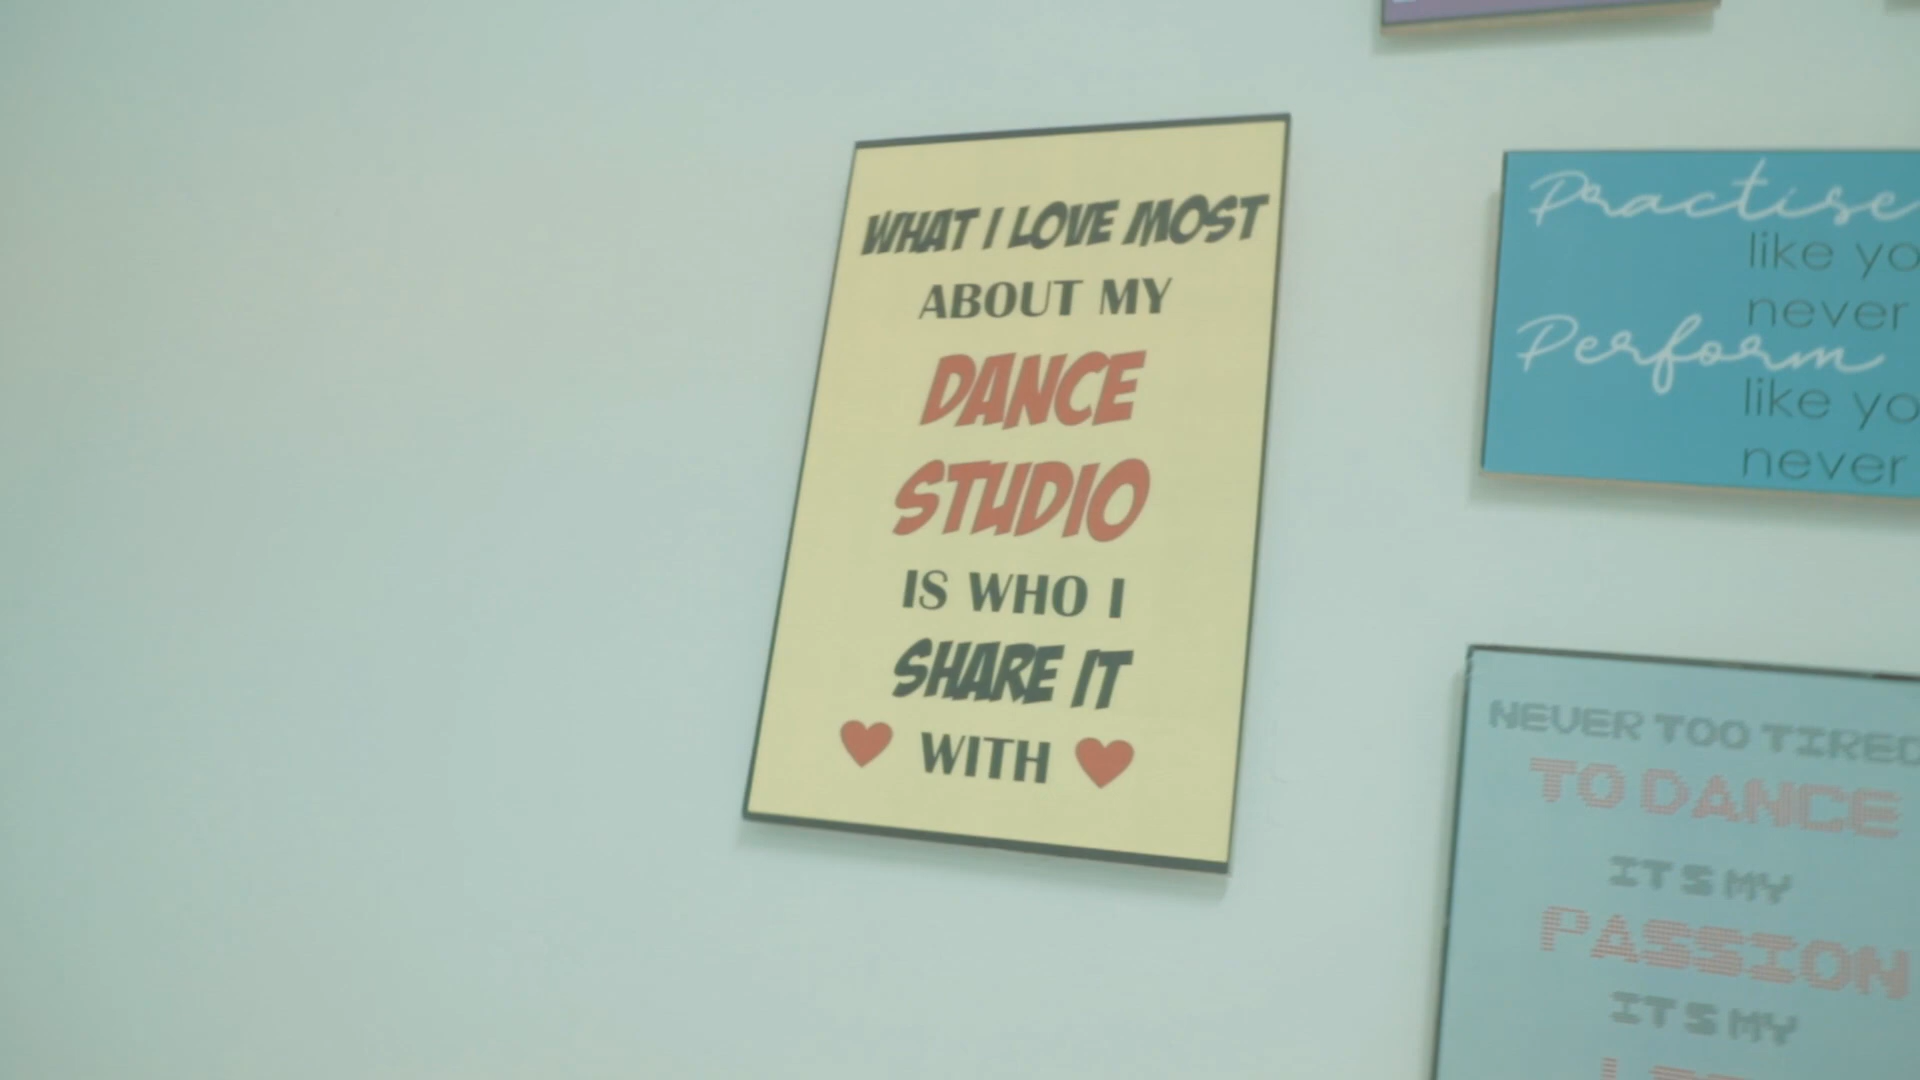 WHAT I LOVE MOST
ABOUT MY
DANCE
STUDIO
IS WHO I
SHARE IT
WITH
Practise
like yo
never
Perform
like yo
never
NEVER TOO TIRED
TO DANCE
ITS MY
PASSION
ITS MY